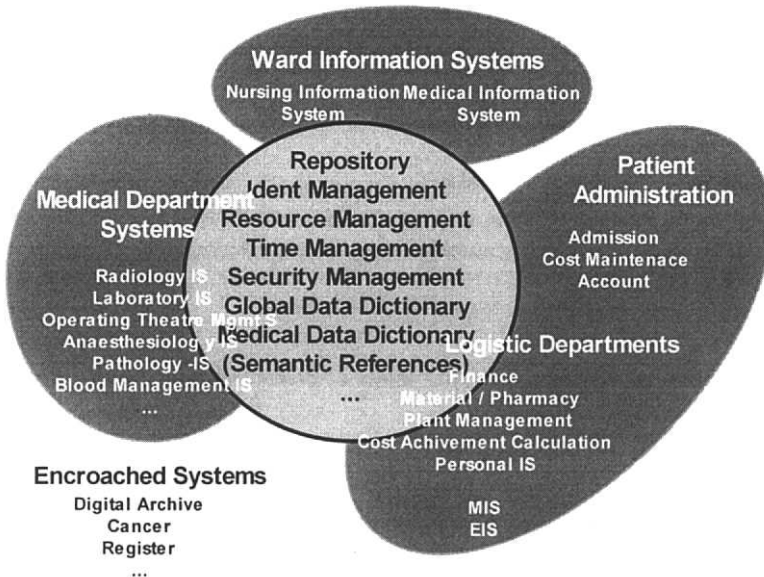 Ward Information Systems
Nursing Information Medical Information
System System
Repository
Ident Management
Resource Management
Time Management
Security Management
Global Data Dictionary
Medical Data Dictionary
(Semantic References)
...
Medical Department
Systems
Radiology IS
Laboratory IS
Operating Theatre Mgmt.S
Anaesthesiology IS
Pathology -IS
Blood Management IS
...
Patient
Administration
Admission
Cost Maintenace
Account
Logistic Departments
Finance
Material / Pharmacy
Plant Management
Cost Achivement Calculation
Personal IS
MIS
EIS
Encroached Systems
Digital Archive
Cancer
Register
...